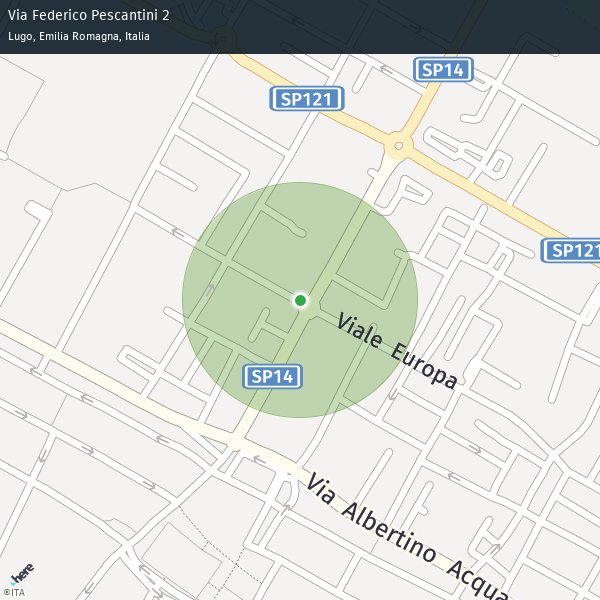 Via Federico Pescantini 2
Lugo, Emilia Romagna, Italia
SP14
SP121
SP121
Viale Europa
SP14
Via Albertino Acqua
here
©ITA